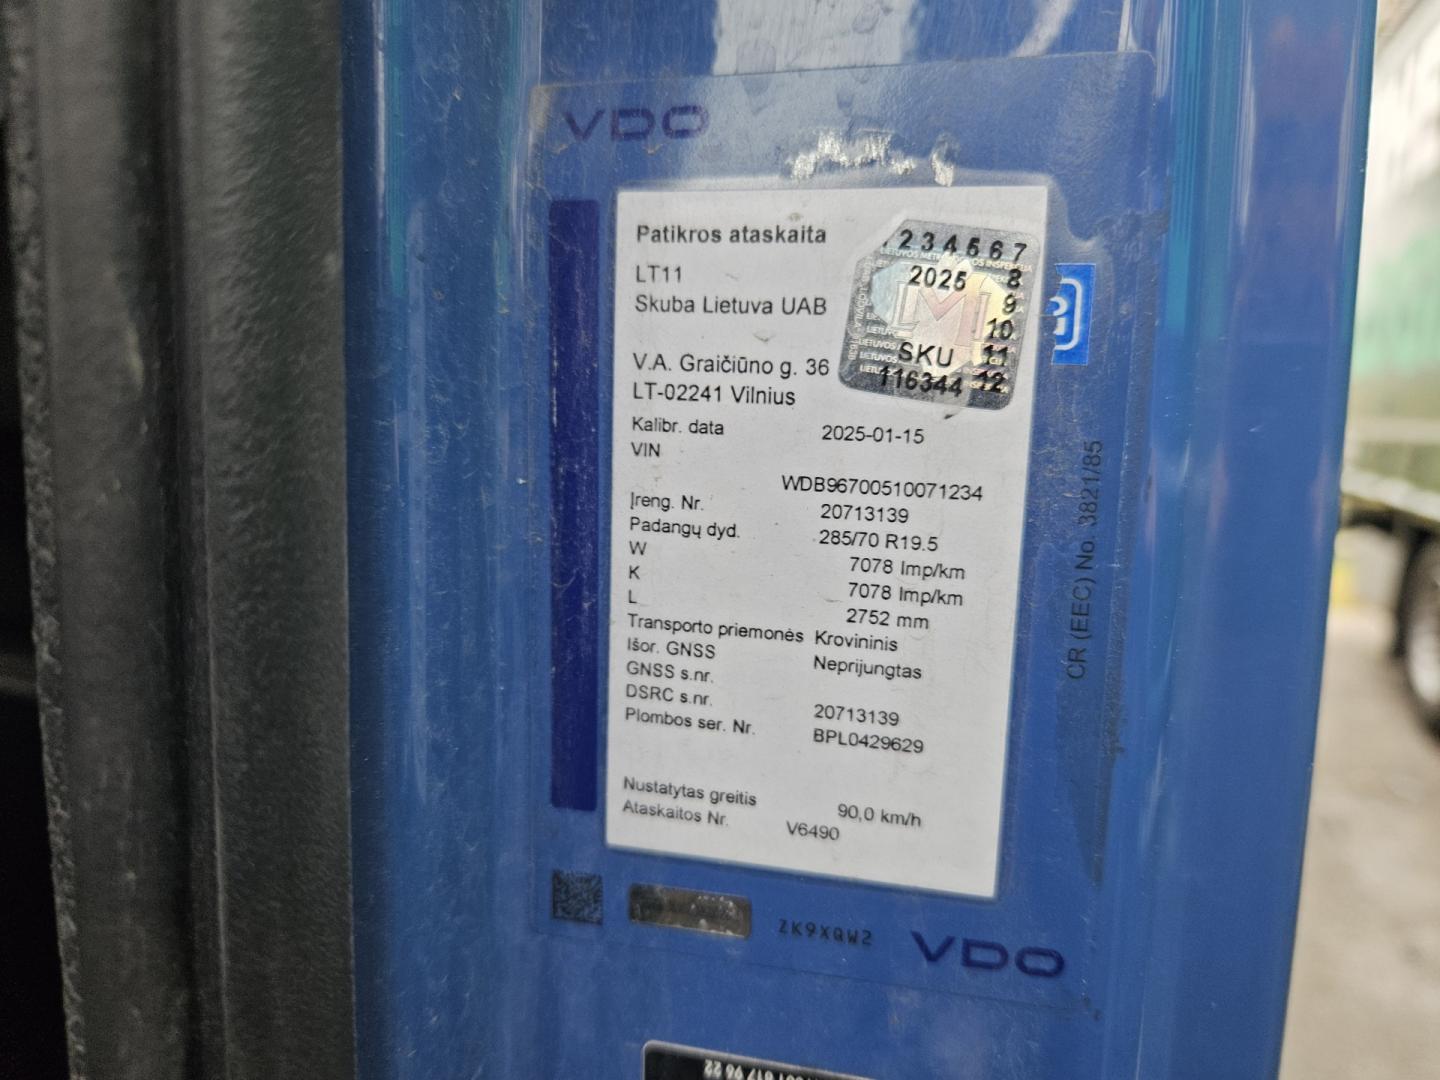 VDO
Patikros ataskaita
LT11
Skuba Lietuva UAB
V.A. Graičiūno g. 36
LT-02241 Vilnius
2 3 4 5 6 7
2025 8
9
10
SKU 11
116344 12
Kalibr. data 2025-01-15
VIN
WDB96700510071234
Įreng. Nr. 20713139
Padangų dyd. 285/70 R19.5
W 7078 Imp/km
K 7078 Imp/km
L 2752 mm
Transporto priemonės Krovininis
Išor. GNSS Neprijungtas
GNSS s.nr.
DSRC s.nr. 20713139
Plombos ser. Nr. BPL0429629
Nustatytas greitis 90,0 km/h
Ataskaitos Nr. V6490
CR (EEC) No. 3821/85
ZK9XQW2
VDO